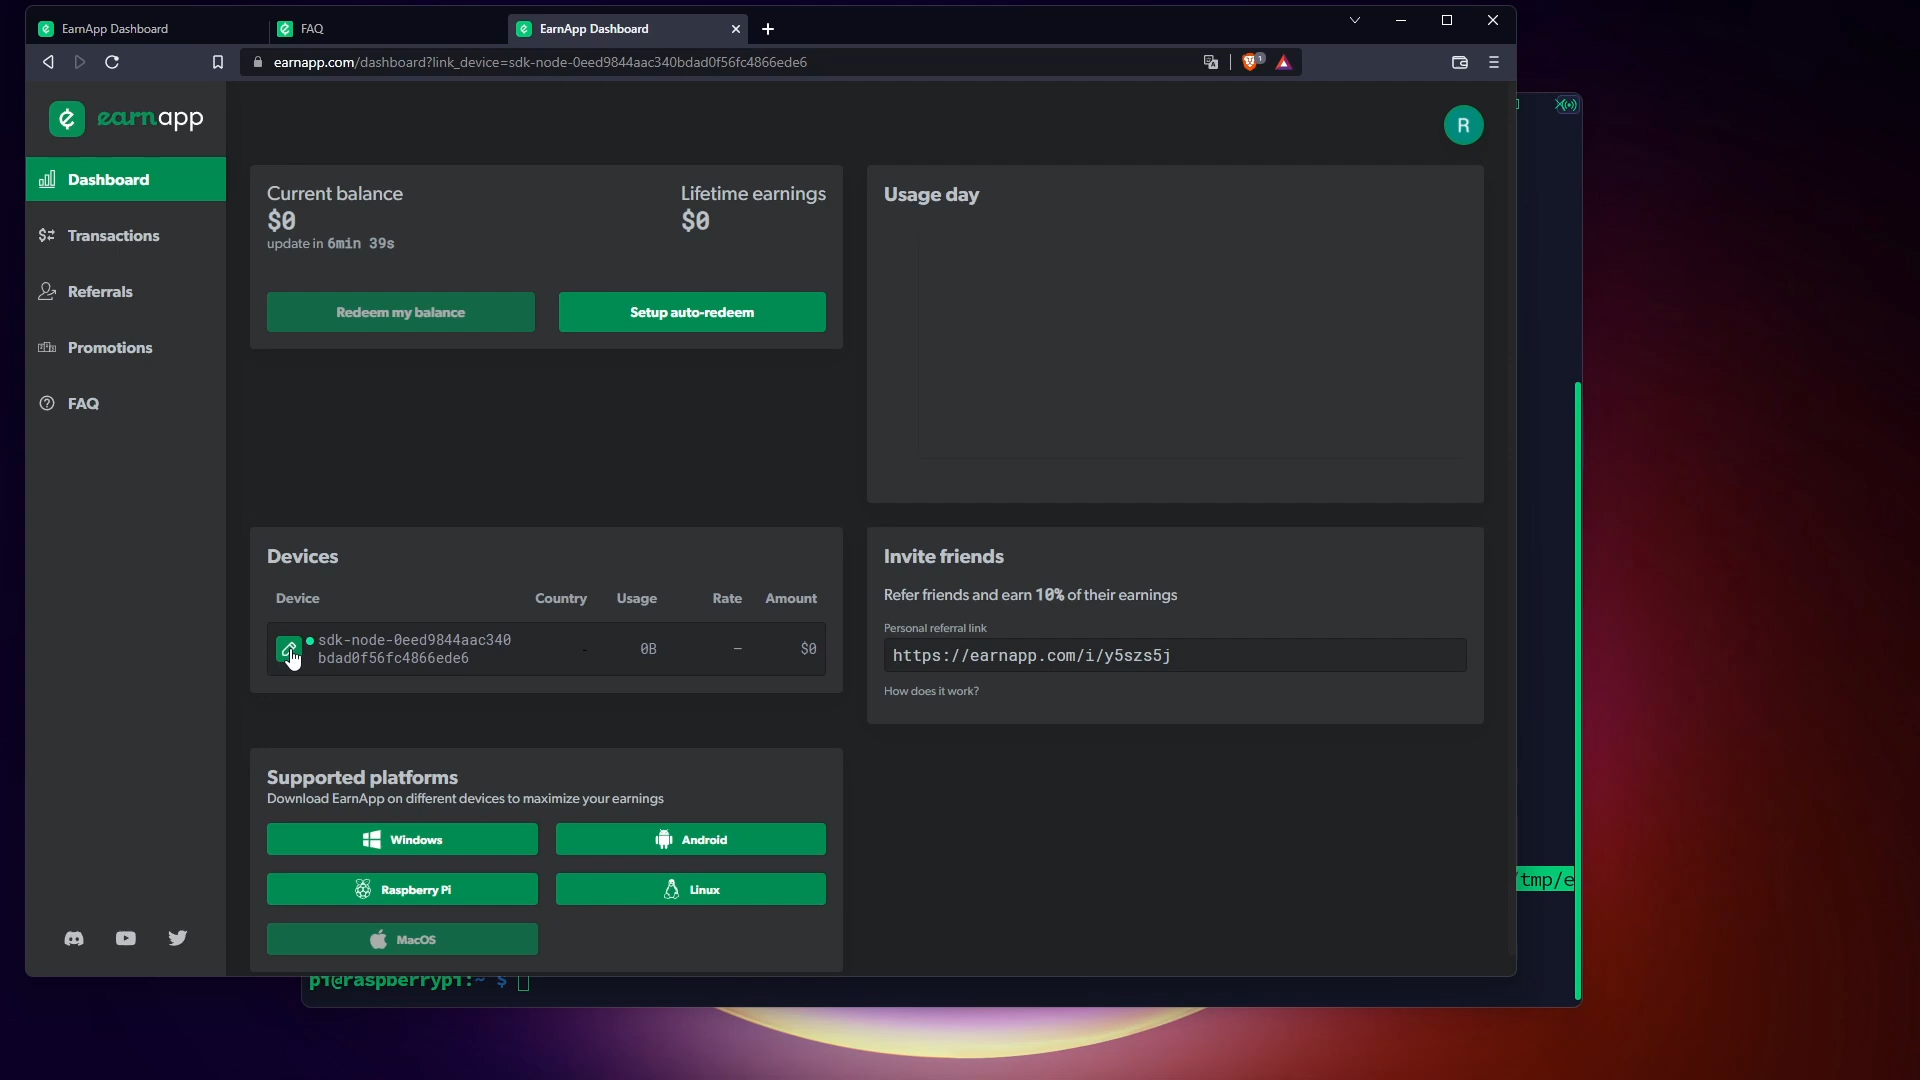 EarnApp Dashboard
FAQ
EarnApp Dashboard
earnapp.com/dashboard?link_device=sdk-node-0eed9844aac340bdad0f56fc4866ede6
1
earnapp
R
Dashboard
Transactions
Referrals
Promotions
FAQ
Current balance
$0
update in 6min 39s
Lifetime earnings
$0
Redeem my balance
Setup auto-redeem
Usage day
Devices
Device Country Usage Rate Amount
sdk-node-0eed9844aac340
bdad0f56fc4866ede6
- 0B – $0
Invite friends
Refer friends and earn 10% of their earnings
Personal referral link
https://earnapp.com/i/y5szs5j
How does it work?
Supported platforms
Download EarnApp on different devices to maximize your earnings
Windows
Android
Raspberry Pi
Linux
MacOS
/tmp/e
pi@raspberrypi:~ $